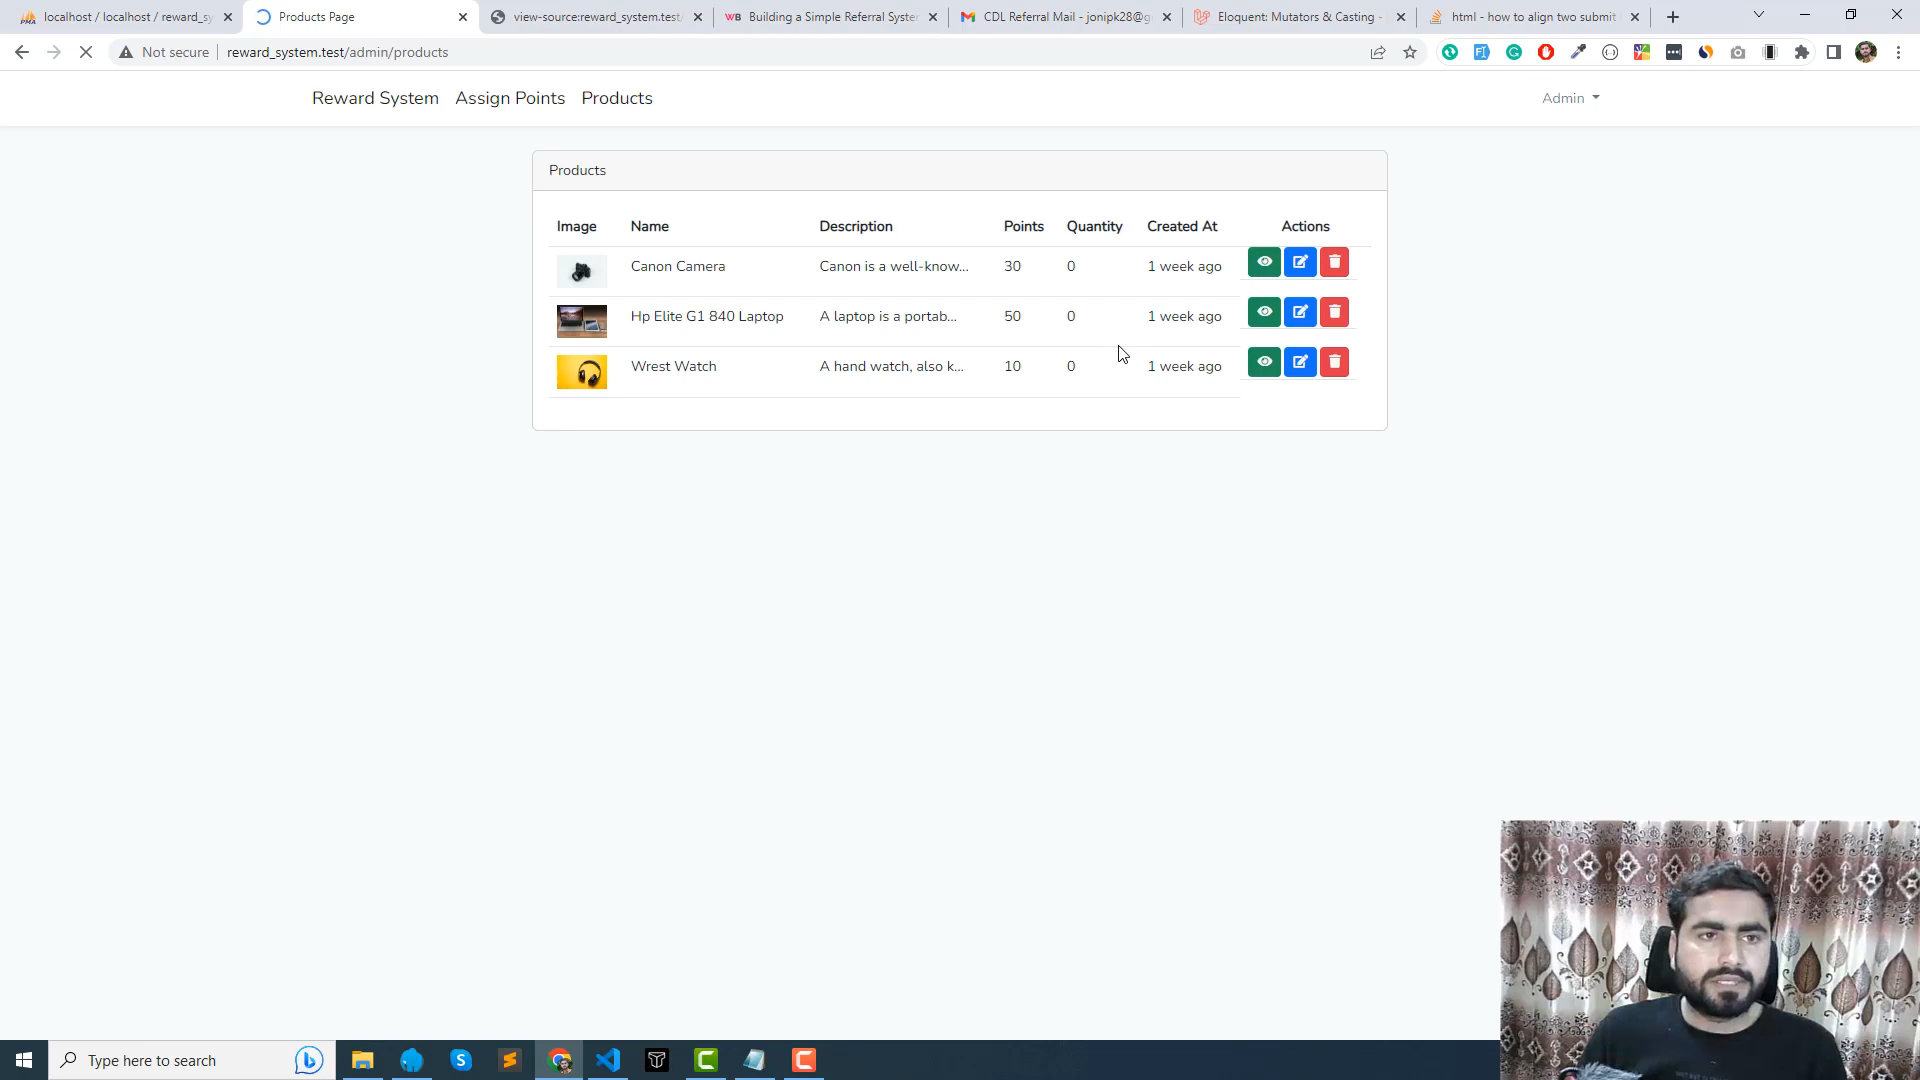 localhost / localhost / reward_sy
Products Page
view-source:reward_system.test/
WB Building a Simple Referral Syste
CDL Referral Mail - jonipk28@g
Eloquent: Mutators & Casting -
html - how to align two submit
Not secure
reward_system.test/admin/products
Reward System Assign Points Products
Admin
Products
Image Name Description Points Quantity Created At Actions
Canon Camera Canon is a well-know... 30 0 1 week ago
Hp Elite G1 840 Laptop A laptop is a portab... 50 0 1 week ago
Wrest Watch A hand watch, also k... 10 0 1 week ago
Type here to search